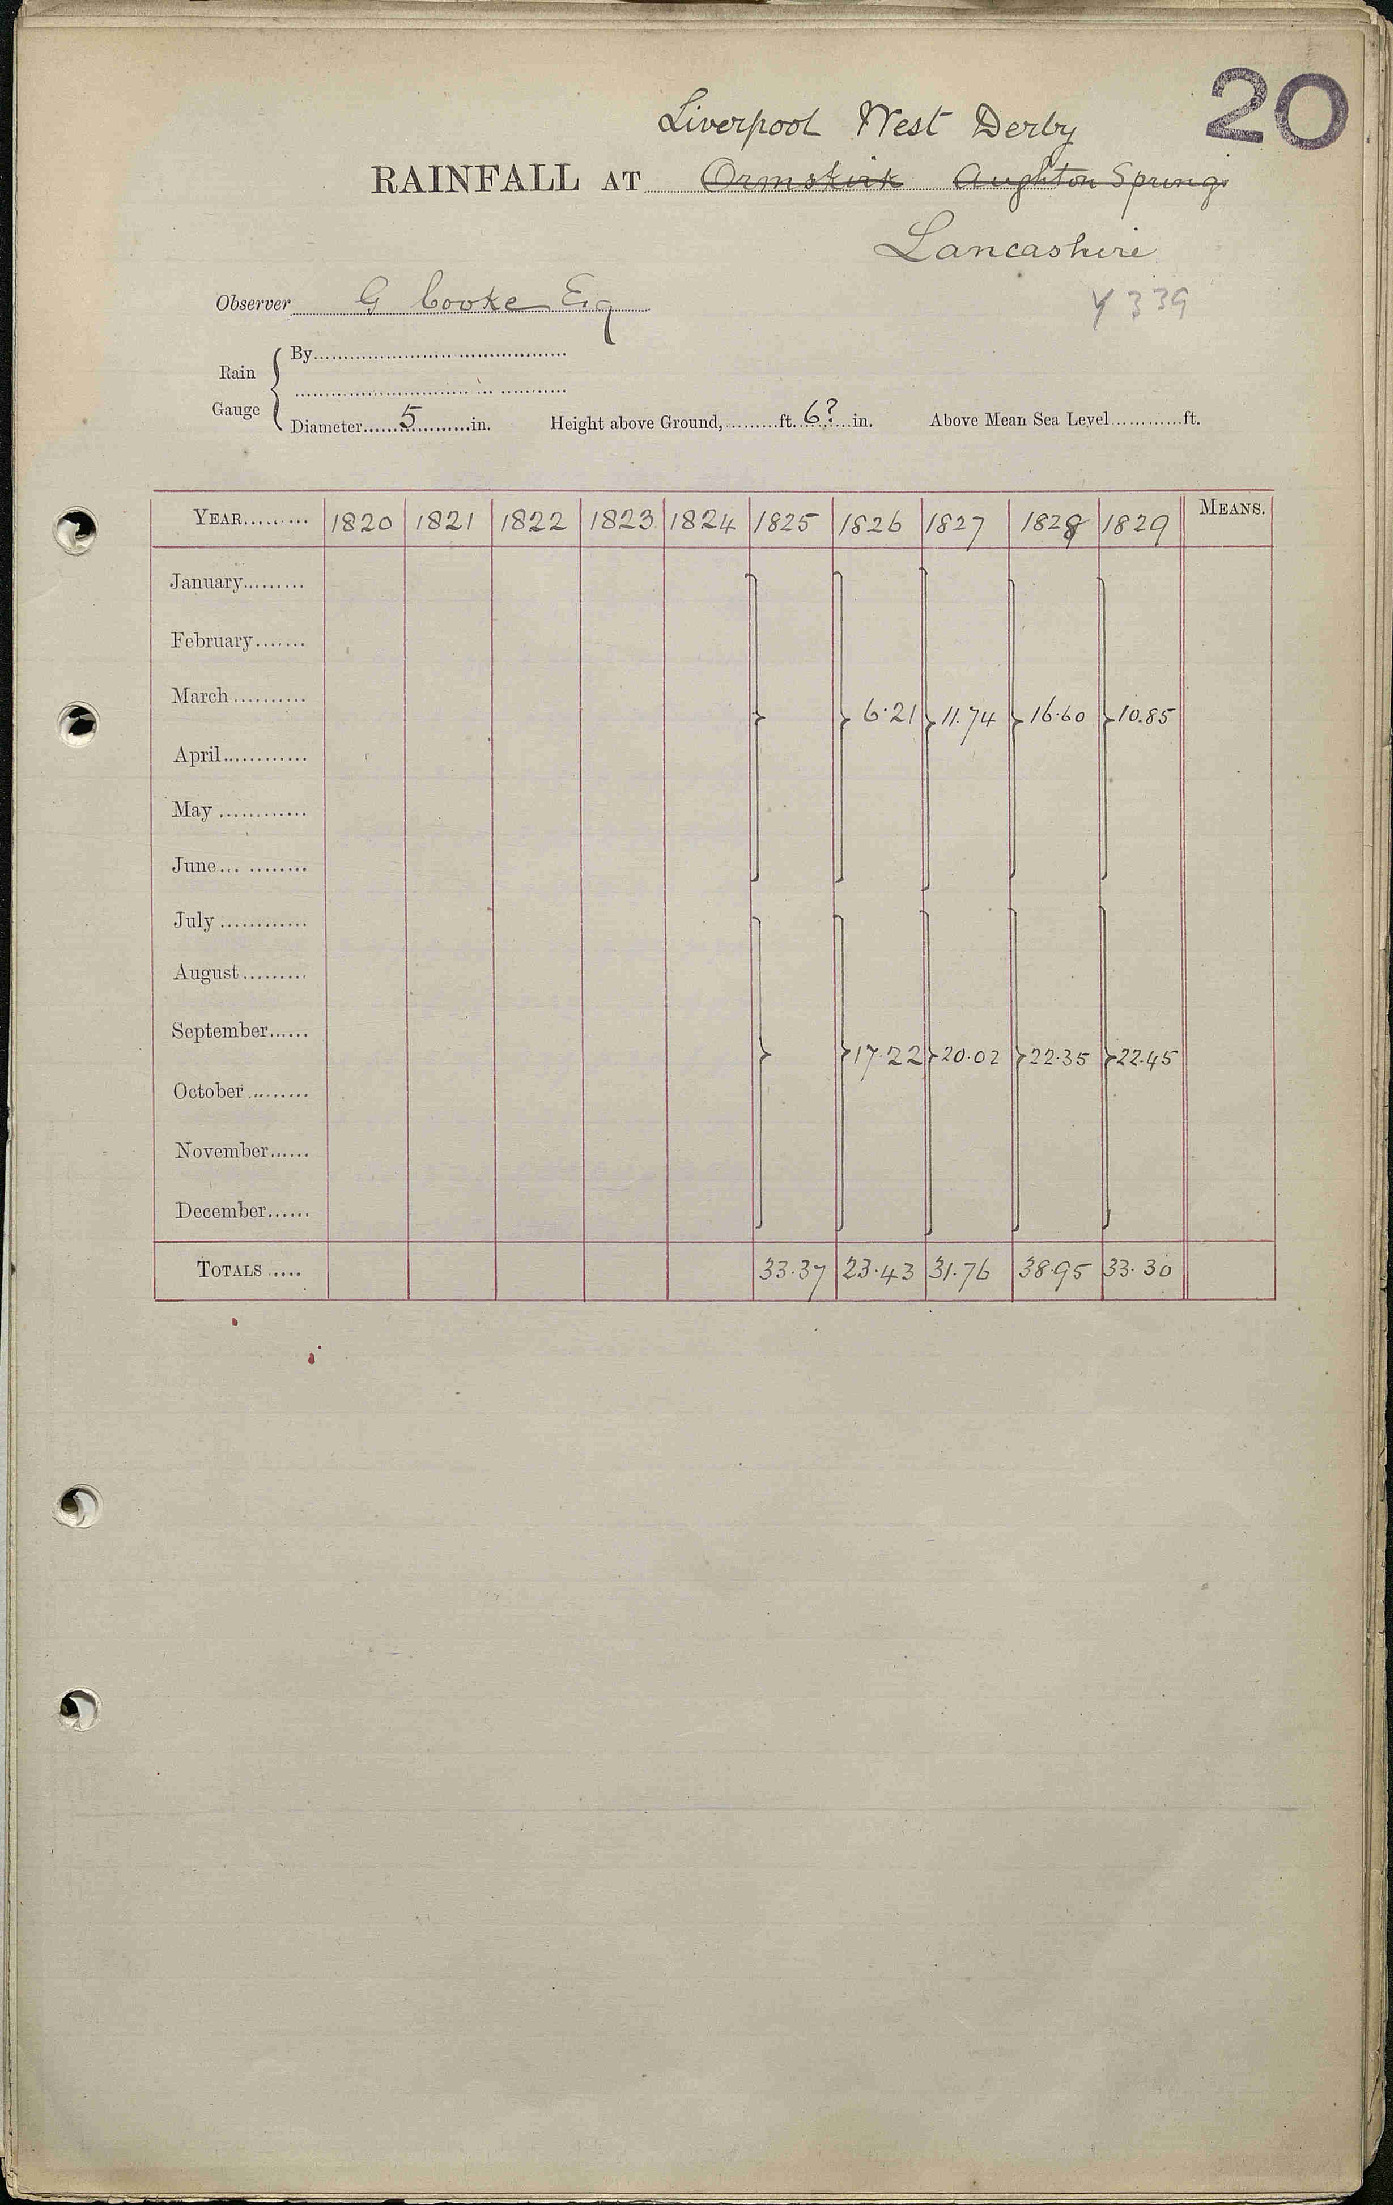 20
Liverpool West Derby
RAINFALL AT Ormskirk Aughton Springs
Lancashire
Observer G Cooke Esq
Y 339
Rain Gauge
By
Diameter 5 in. Height above Ground, ft. 6? in. Above Mean Sea Level ft.
YEAR 1820 1821 1822 1823 1824 1825 1826 1827 1828 1829 MEANS.
January
February
March
6.21 11.74 16.60 10.85
April
May
June
July
August
September
17.22 20.02 22.35 22.45
October
November
December
TOTALS 33.37 23.43 31.76 38.95 33.30